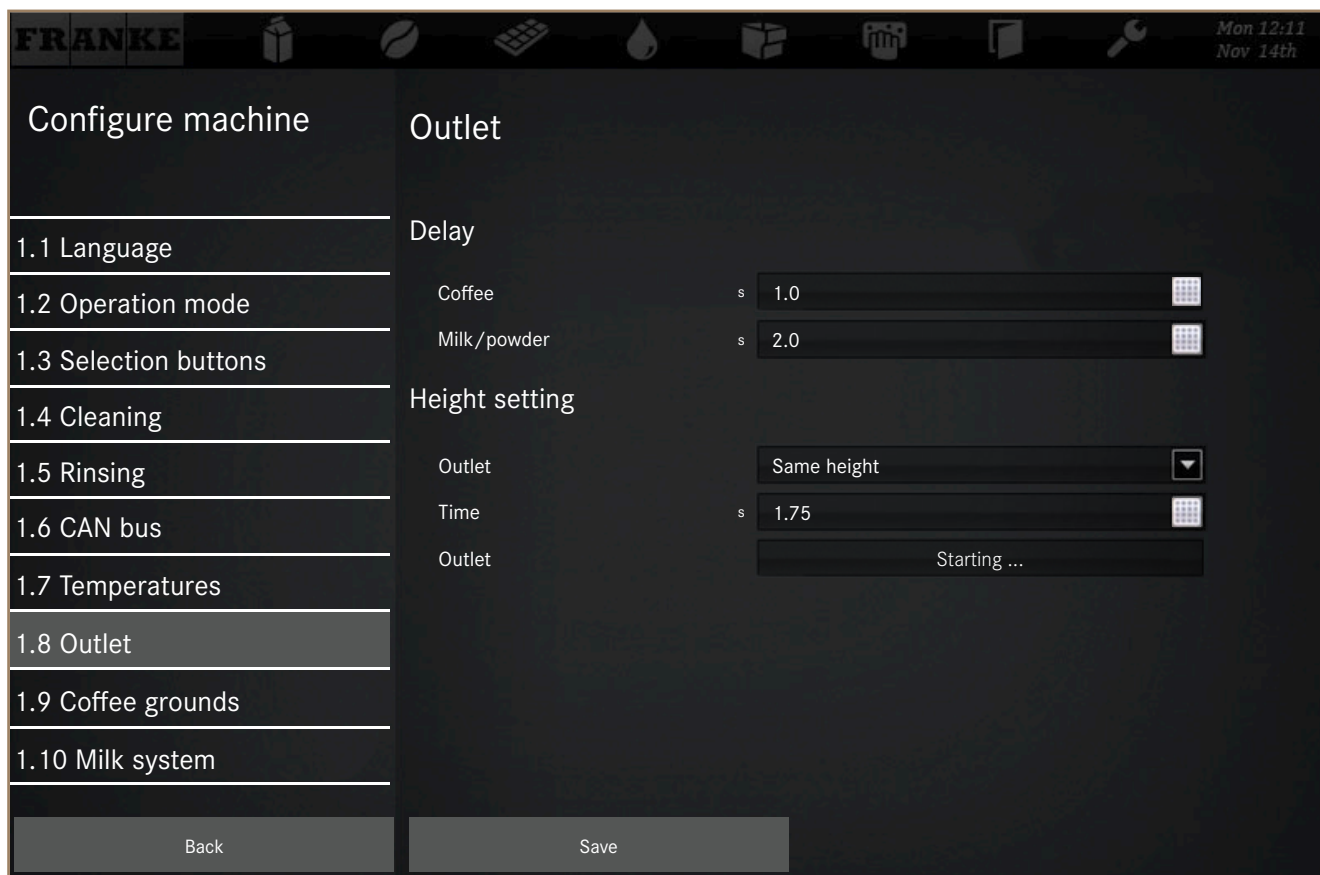 FRANKE
Mon 12:11
Nov 14th
Configure machine
1.1 Language
1.2 Operation mode
1.3 Selection buttons
1.4 Cleaning
1.5 Rinsing
1.6 CAN bus
1.7 Temperatures
1.8 Outlet
1.9 Coffee grounds
1.10 Milk system
Back
Outlet
Delay
Coffee s 1.0
Milk/powder s 2.0
Height setting
Outlet Same height
Time s 1.75
Outlet Starting ...
Save